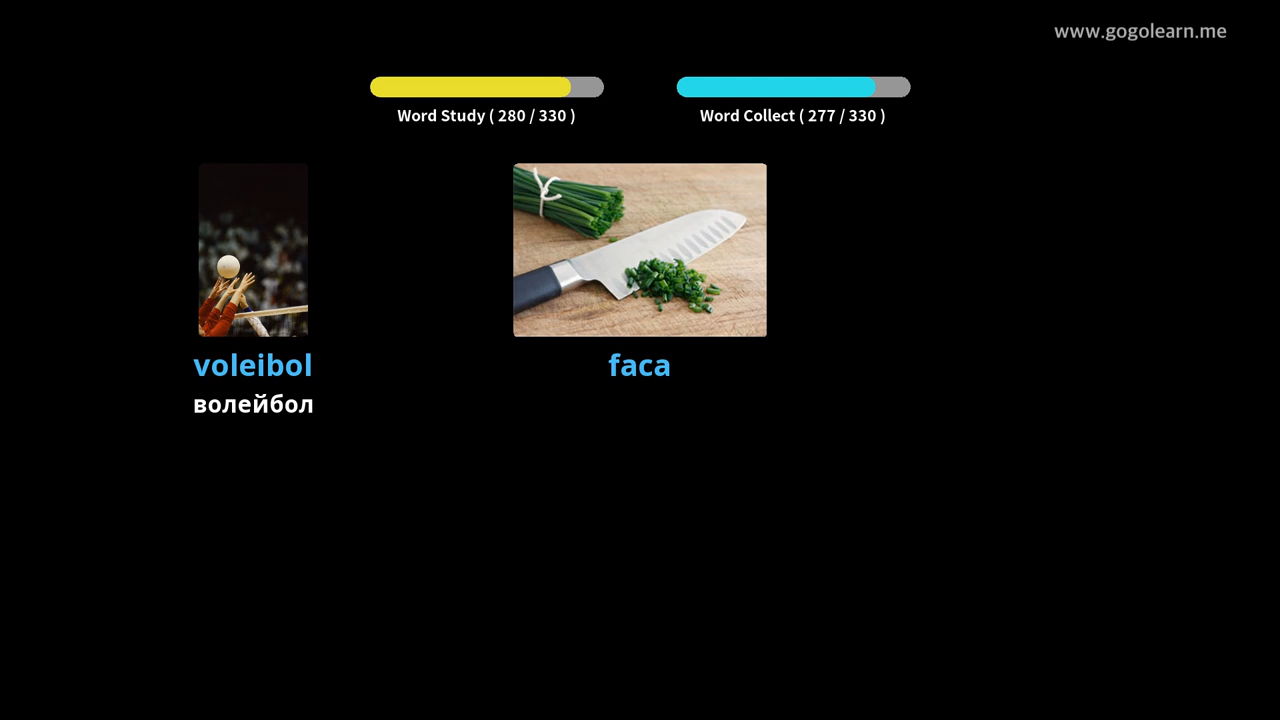 www.gogolearn.me
Word Study ( 280 / 330 )
Word Collect ( 277 / 330 )
voleibol
faca
волейбол